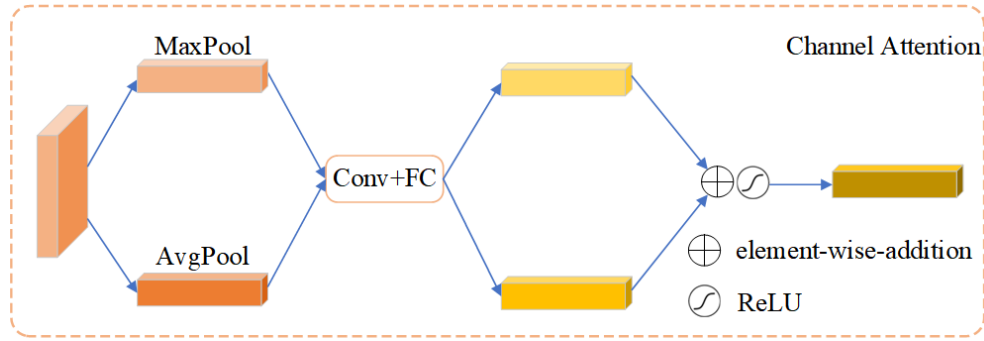 MaxPool
Channel Attention
Conv+FC
AvgPool
element-wise-addition
ReLU